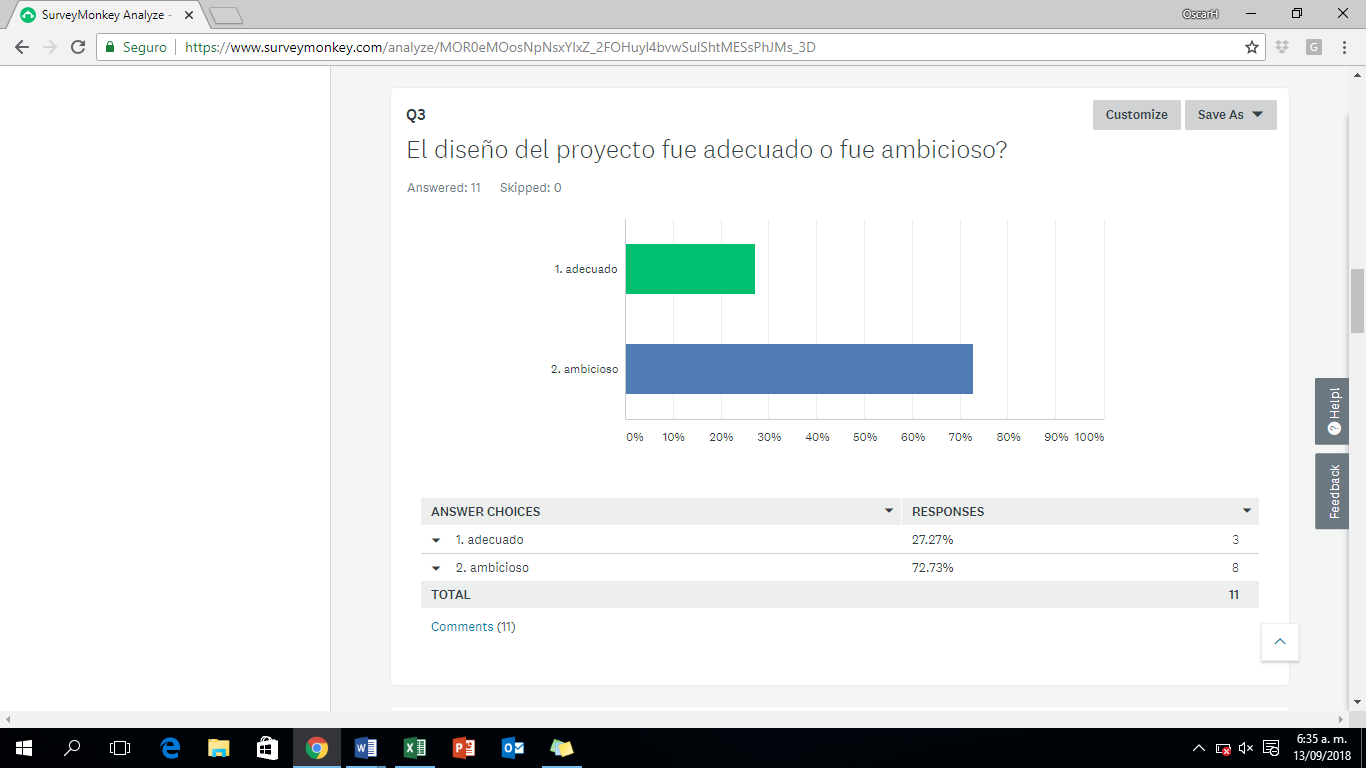 SurveyMonkey Analyze -
OscarH
Seguro
https://www.surveymonkey.com/analyze/MOR0eMOosNpNsxYlxZ_2FOHuyl4bvwSulShtMESsPhJMs_3D
G
Q3
Customize
Save As
El diseño del proyecto fue adecuado o fue ambicioso?
Answered: 11 Skipped: 0
1. adecuado
2. ambicioso
0% 10% 20% 30% 40% 50% 60% 70% 80% 90% 100%
? Help!
Feedback
ANSWER CHOICES RESPONSES
1. adecuado 27.27% 3
2. ambicioso 72.73% 8
TOTAL 11
Comments (11)
6:35 a. m.
13/09/2018